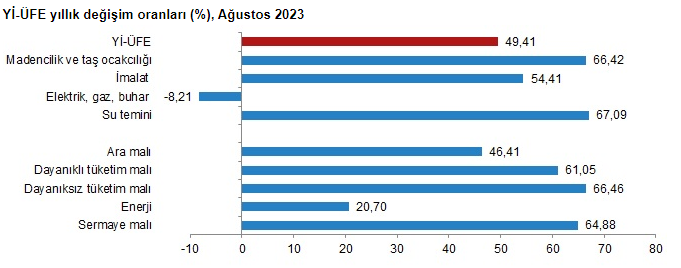 Yİ-ÜFE yıllık değişim oranları (%), Ağustos 2023
Yİ-ÜFE 49,41
Madencilik ve taş ocakcılığı 66,42
İmalat 54,41
Elektrik, gaz, buhar -8,21
Su temini 67,09
Ara malı 46,41
Dayanıklı tüketim malı 61,05
Dayanıksız tüketim malı 66,46
Enerji 20,70
Sermaye malı 64,88
-10 0 10 20 30 40 50 60 70 80